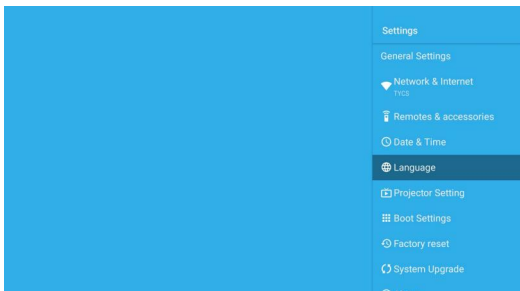 Settings
General Settings
Network & Internet
TYCS
Remotes & accessories
Date & Time
Language
Projector Setting
Boot Settings
Factory reset
System Upgrade